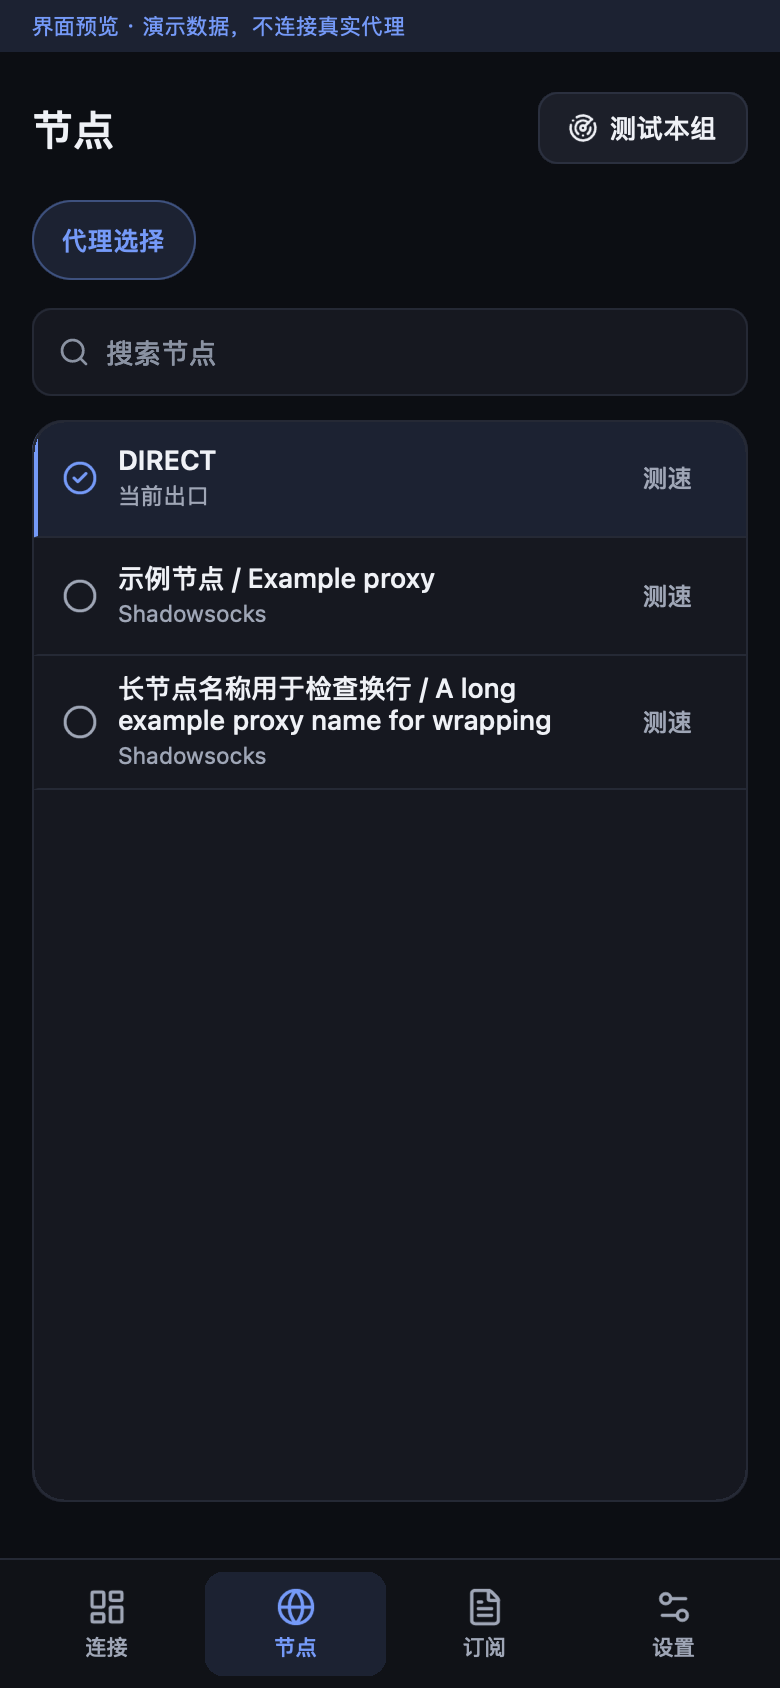 界面预览 · 演示数据，不连接真实代理
节点
测试本组
代理选择
搜索节点
DIRECT
当前出口
测速
示例节点 / Example proxy
Shadowsocks
测速
长节点名称用于检查换行 / A long
example proxy name for wrapping
Shadowsocks
测速
连接
节点
订阅
设置